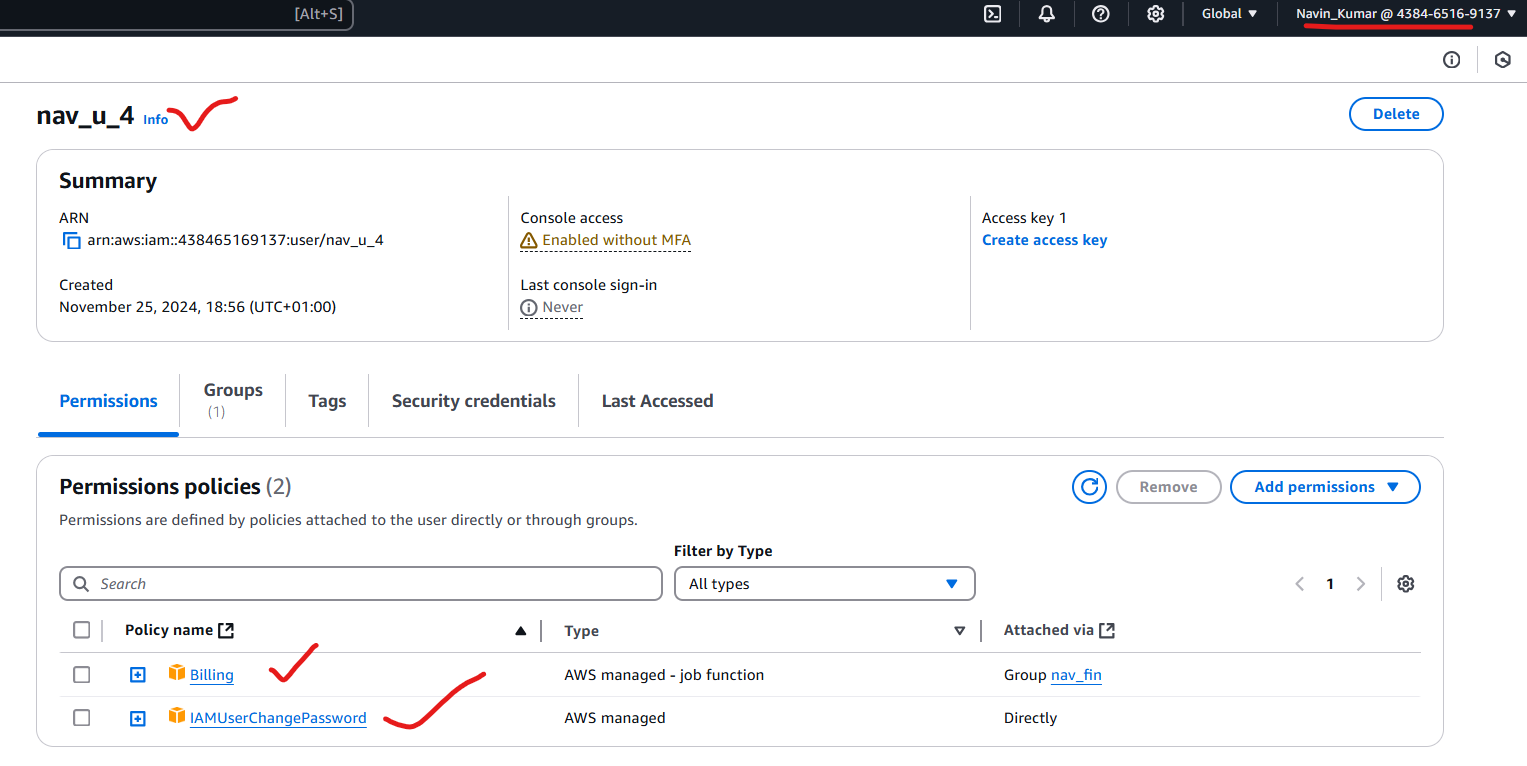 [Alt+S] Global Navin_Kumar @ 4384-6516-9137
nav_u_4 Info Delete
Summary
ARN
arn:aws:iam::438465169137:user/nav_u_4
Created
November 25, 2024, 18:56 (UTC+01:00)
Console access
Enabled without MFA
Last console sign-in
Never
Access key 1
Create access key
Permissions
Groups
(1)
Tags
Security credentials
Last Accessed
Permissions policies (2) Remove Add permissions
Permissions are defined by policies attached to the user directly or through groups.
Filter by Type
Search All types 1
Policy name Type Attached via
Billing AWS managed - job function Group nav_fin
IAMUserChangePassword AWS managed Directly